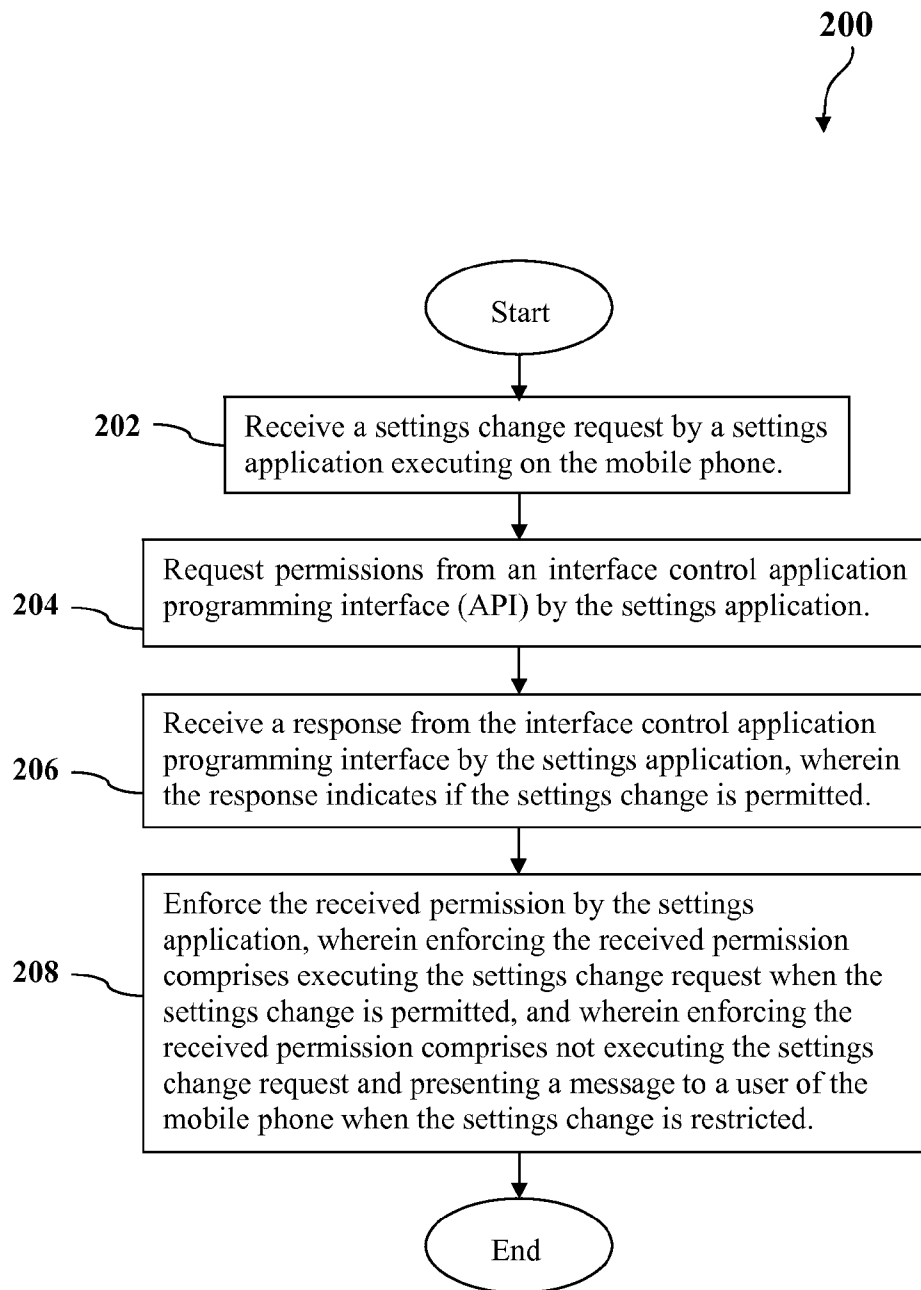 200
Start
202
Receive a settings change request by a settings
application executing on the mobile phone.
204
Request permissions from an interface control application
programming interface (API) by the settings application.
206
Receive a response from the interface control application
programming interface by the settings application, wherein
the response indicates if the settings change is permitted.
208
Enforce the received permission by the settings
application, wherein enforcing the received permission
comprises executing the settings change request when the
settings change is permitted, and wherein enforcing the
received permission comprises not executing the settings
change request and presenting a message to a user of the
mobile phone when the settings change is restricted.
End